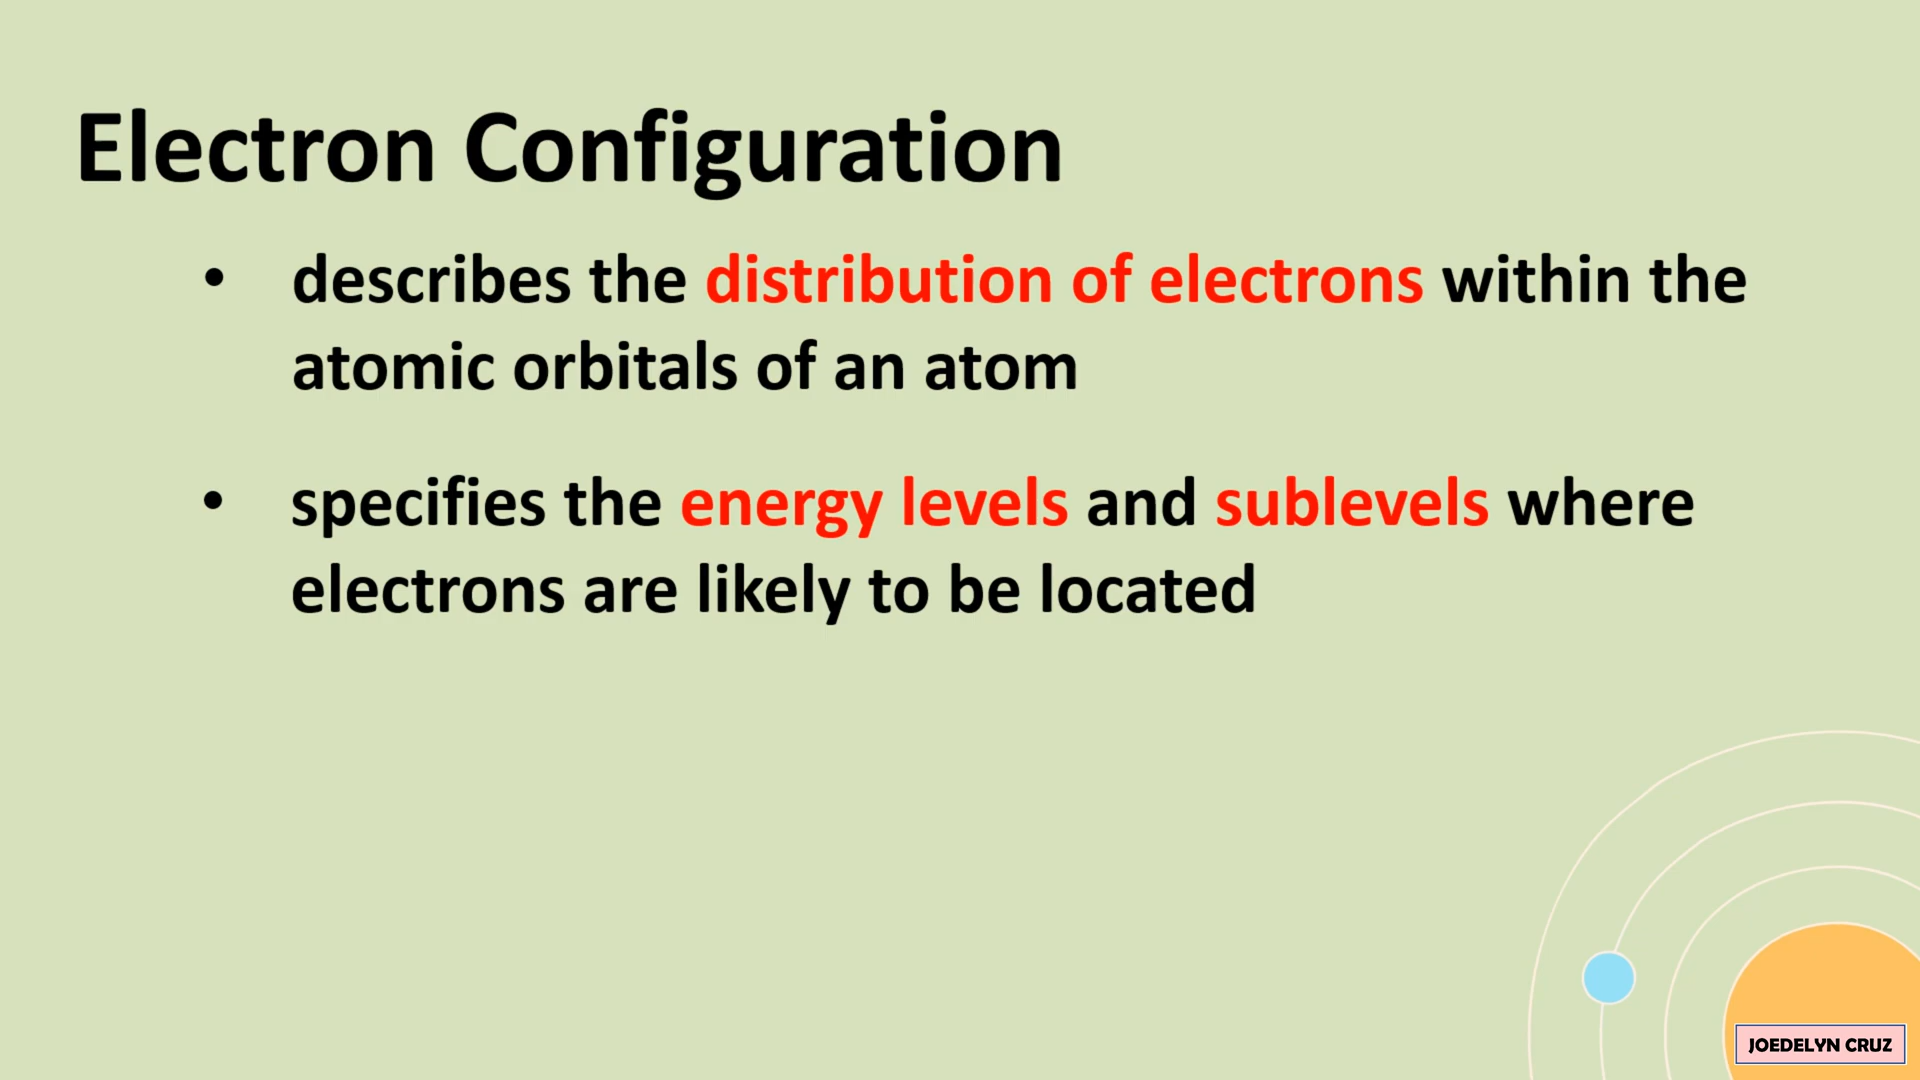 Electron Configuration
• describes the distribution of electrons within the
atomic orbitals of an atom
• specifies the energy levels and sublevels where
electrons are likely to be located
JOEDELYN CRUZ